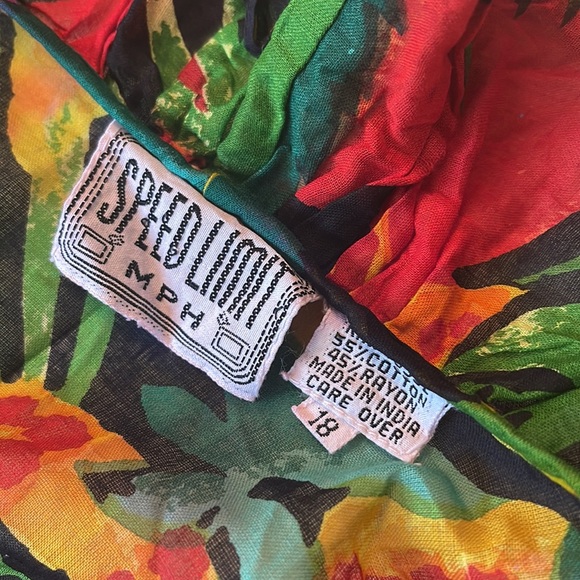 SPEED LIMIT
MPH
55% COTTON
45% RAYON
MADE IN INDIA
CARE OVER
18